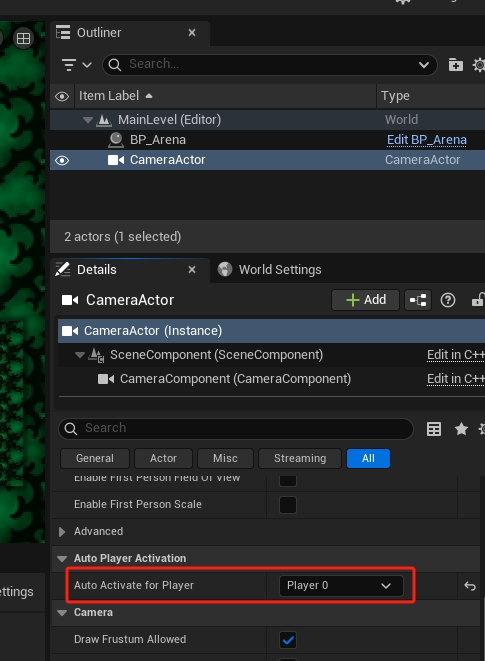 Outliner
Search...
Item Label Type
MainLevel (Editor) World
BP_Arena Edit BP_Arena
CameraActor CameraActor
2 actors (1 selected)
Details World Settings
CameraActor Add
CameraActor (Instance)
SceneComponent (SceneComponent) Edit in C++
CameraComponent (CameraComponent) Edit in C++
Search
General Actor Misc Streaming All
Enable First Person Field Of View
Enable First Person Scale
Advanced
Auto Player Activation
Auto Activate for Player Player 0
ettings
Camera
Draw Frustum Allowed